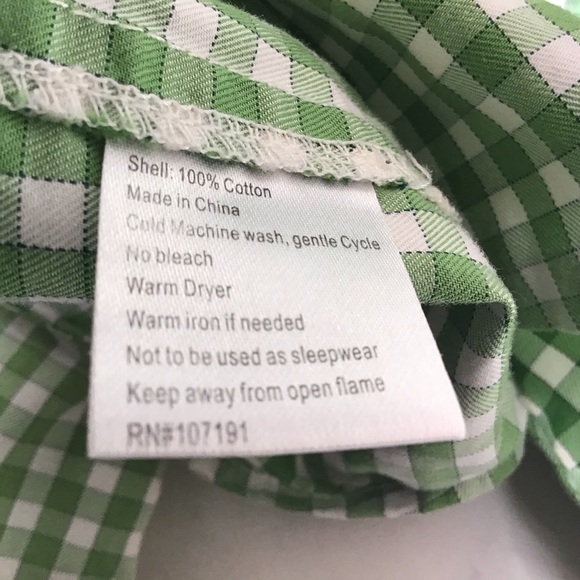 Shell: 100% Cotton
Made in China
Cold Machine wash, gentle Cycle
No bleach
Warm Dryer
Warm iron if needed
Not to be used as sleepwear
Keep away from open flame
RN#107191